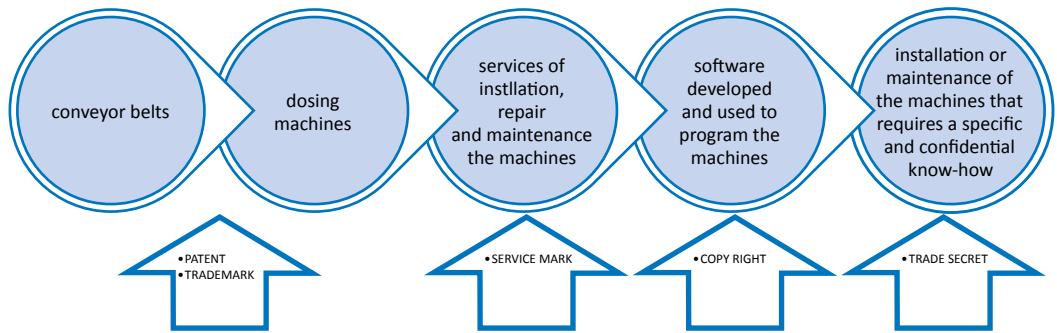 conveyor belts
dosing
machines
services of
instllation,
repair
and maintenance
the machines
software
developed
and used to
program the
machines
installation or
maintenance of
the machines that
requires a specific
and confidential
know-how
•PATENT
•TRADEMARK
•SERVICE MARK
•COPY RIGHT
•TRADE SECRET